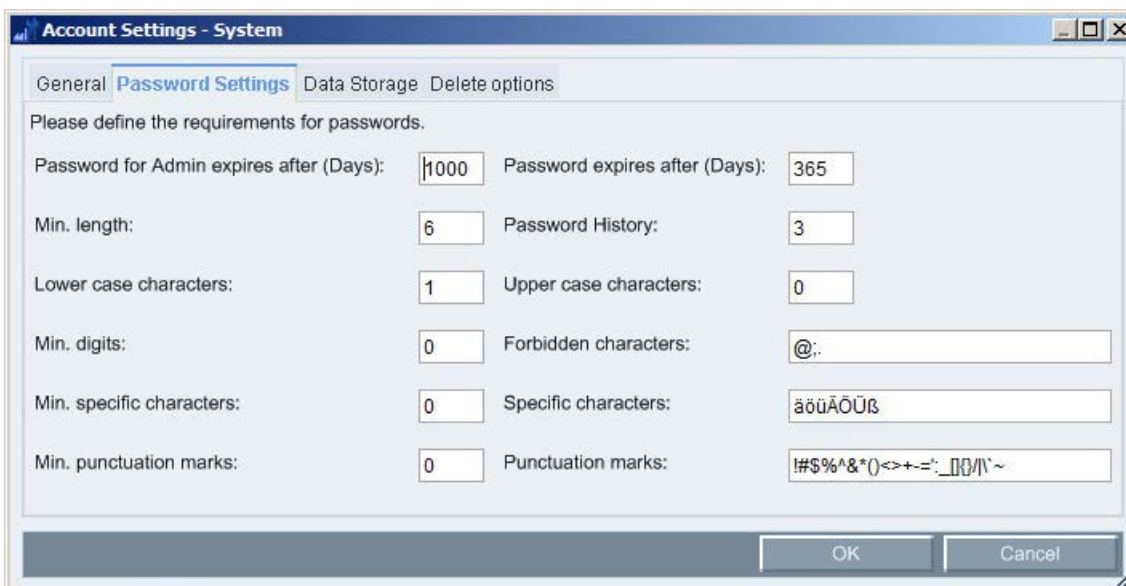 Account Settings - System
General Password Settings Data Storage Delete options
Please define the requirements for passwords.
Password for Admin expires after (Days): 1000 Password expires after (Days): 365
Min. length: 6 Password History: 3
Lower case characters: 1 Upper case characters: 0
Min. digits: 0 Forbidden characters: @;.
Min. specific characters: 0 Specific characters: äöüÄÖÜß
Min. punctuation marks: 0 Punctuation marks: !#$%^&*()<>+-=':_[]{}/|\`~
OK Cancel